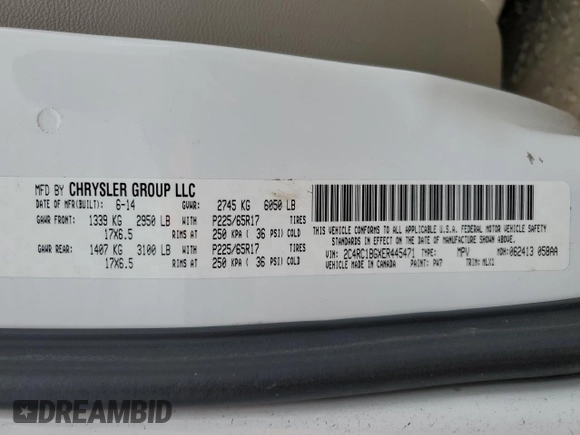 MFD BY CHRYSLER GROUP LLC
DATE OF MFR(BUILT): 6-14 GVWR: 2745 KG 6050 LB
GAWR FRONT: 1339 KG 2950 LB WITH P225/65R17 TIRES
17X6.5 RIMS AT 250 KPA ( 36 PSI) COLD
GAWR REAR: 1407 KG 3100 LB WITH P225/65R17 TIRES
17X6.5 RIMS AT 250 KPA ( 36 PSI) COLD
THIS VEHICLE CONFORMS TO ALL APPLICABLE U.S.A. FEDERAL MOTOR VEHICLE SAFETY
STANDARDS IN EFFECT ON THE DATE OF MANUFACTURE SHOWN ABOVE.
VIN: 2C4RC1BGXER445471 TYPE: MPV MDH:062413 058AA
VEHICLE MADE IN CANADA PAINT: PW7 TRIM: MLX1
DREAMBID